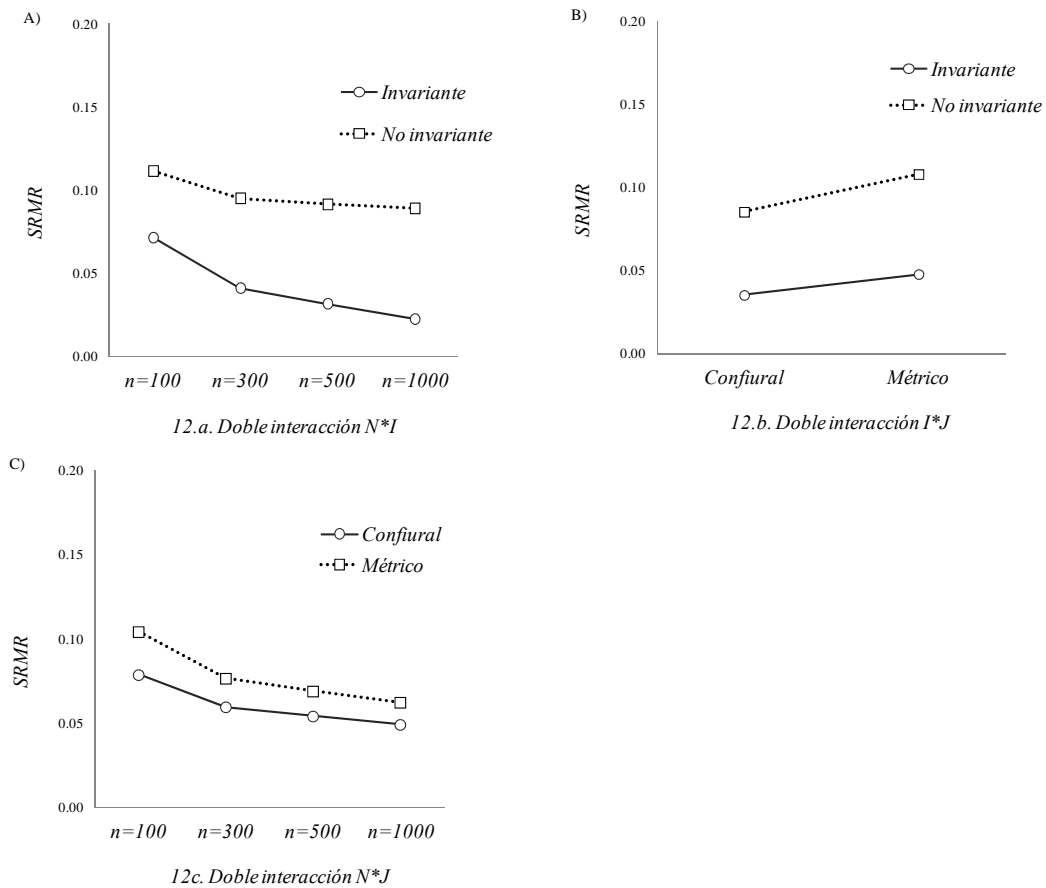 A)
0.20
0.15
0.10
0.05
0.00
SRMR
Invariante
No invariante
n=100 n=300 n=500 n=1000
12.a. Doble interacción N*I
B)
0.20
0.15
0.10
0.05
0.00
SRMR
Invariante
No invariante
Confiural Métrico
12.b. Doble interacción I*J
C)
0.20
0.15
0.10
0.05
0.00
SRMR
Confiural
Métrico
n=100 n=300 n=500 n=1000
12c. Doble interacción N*J